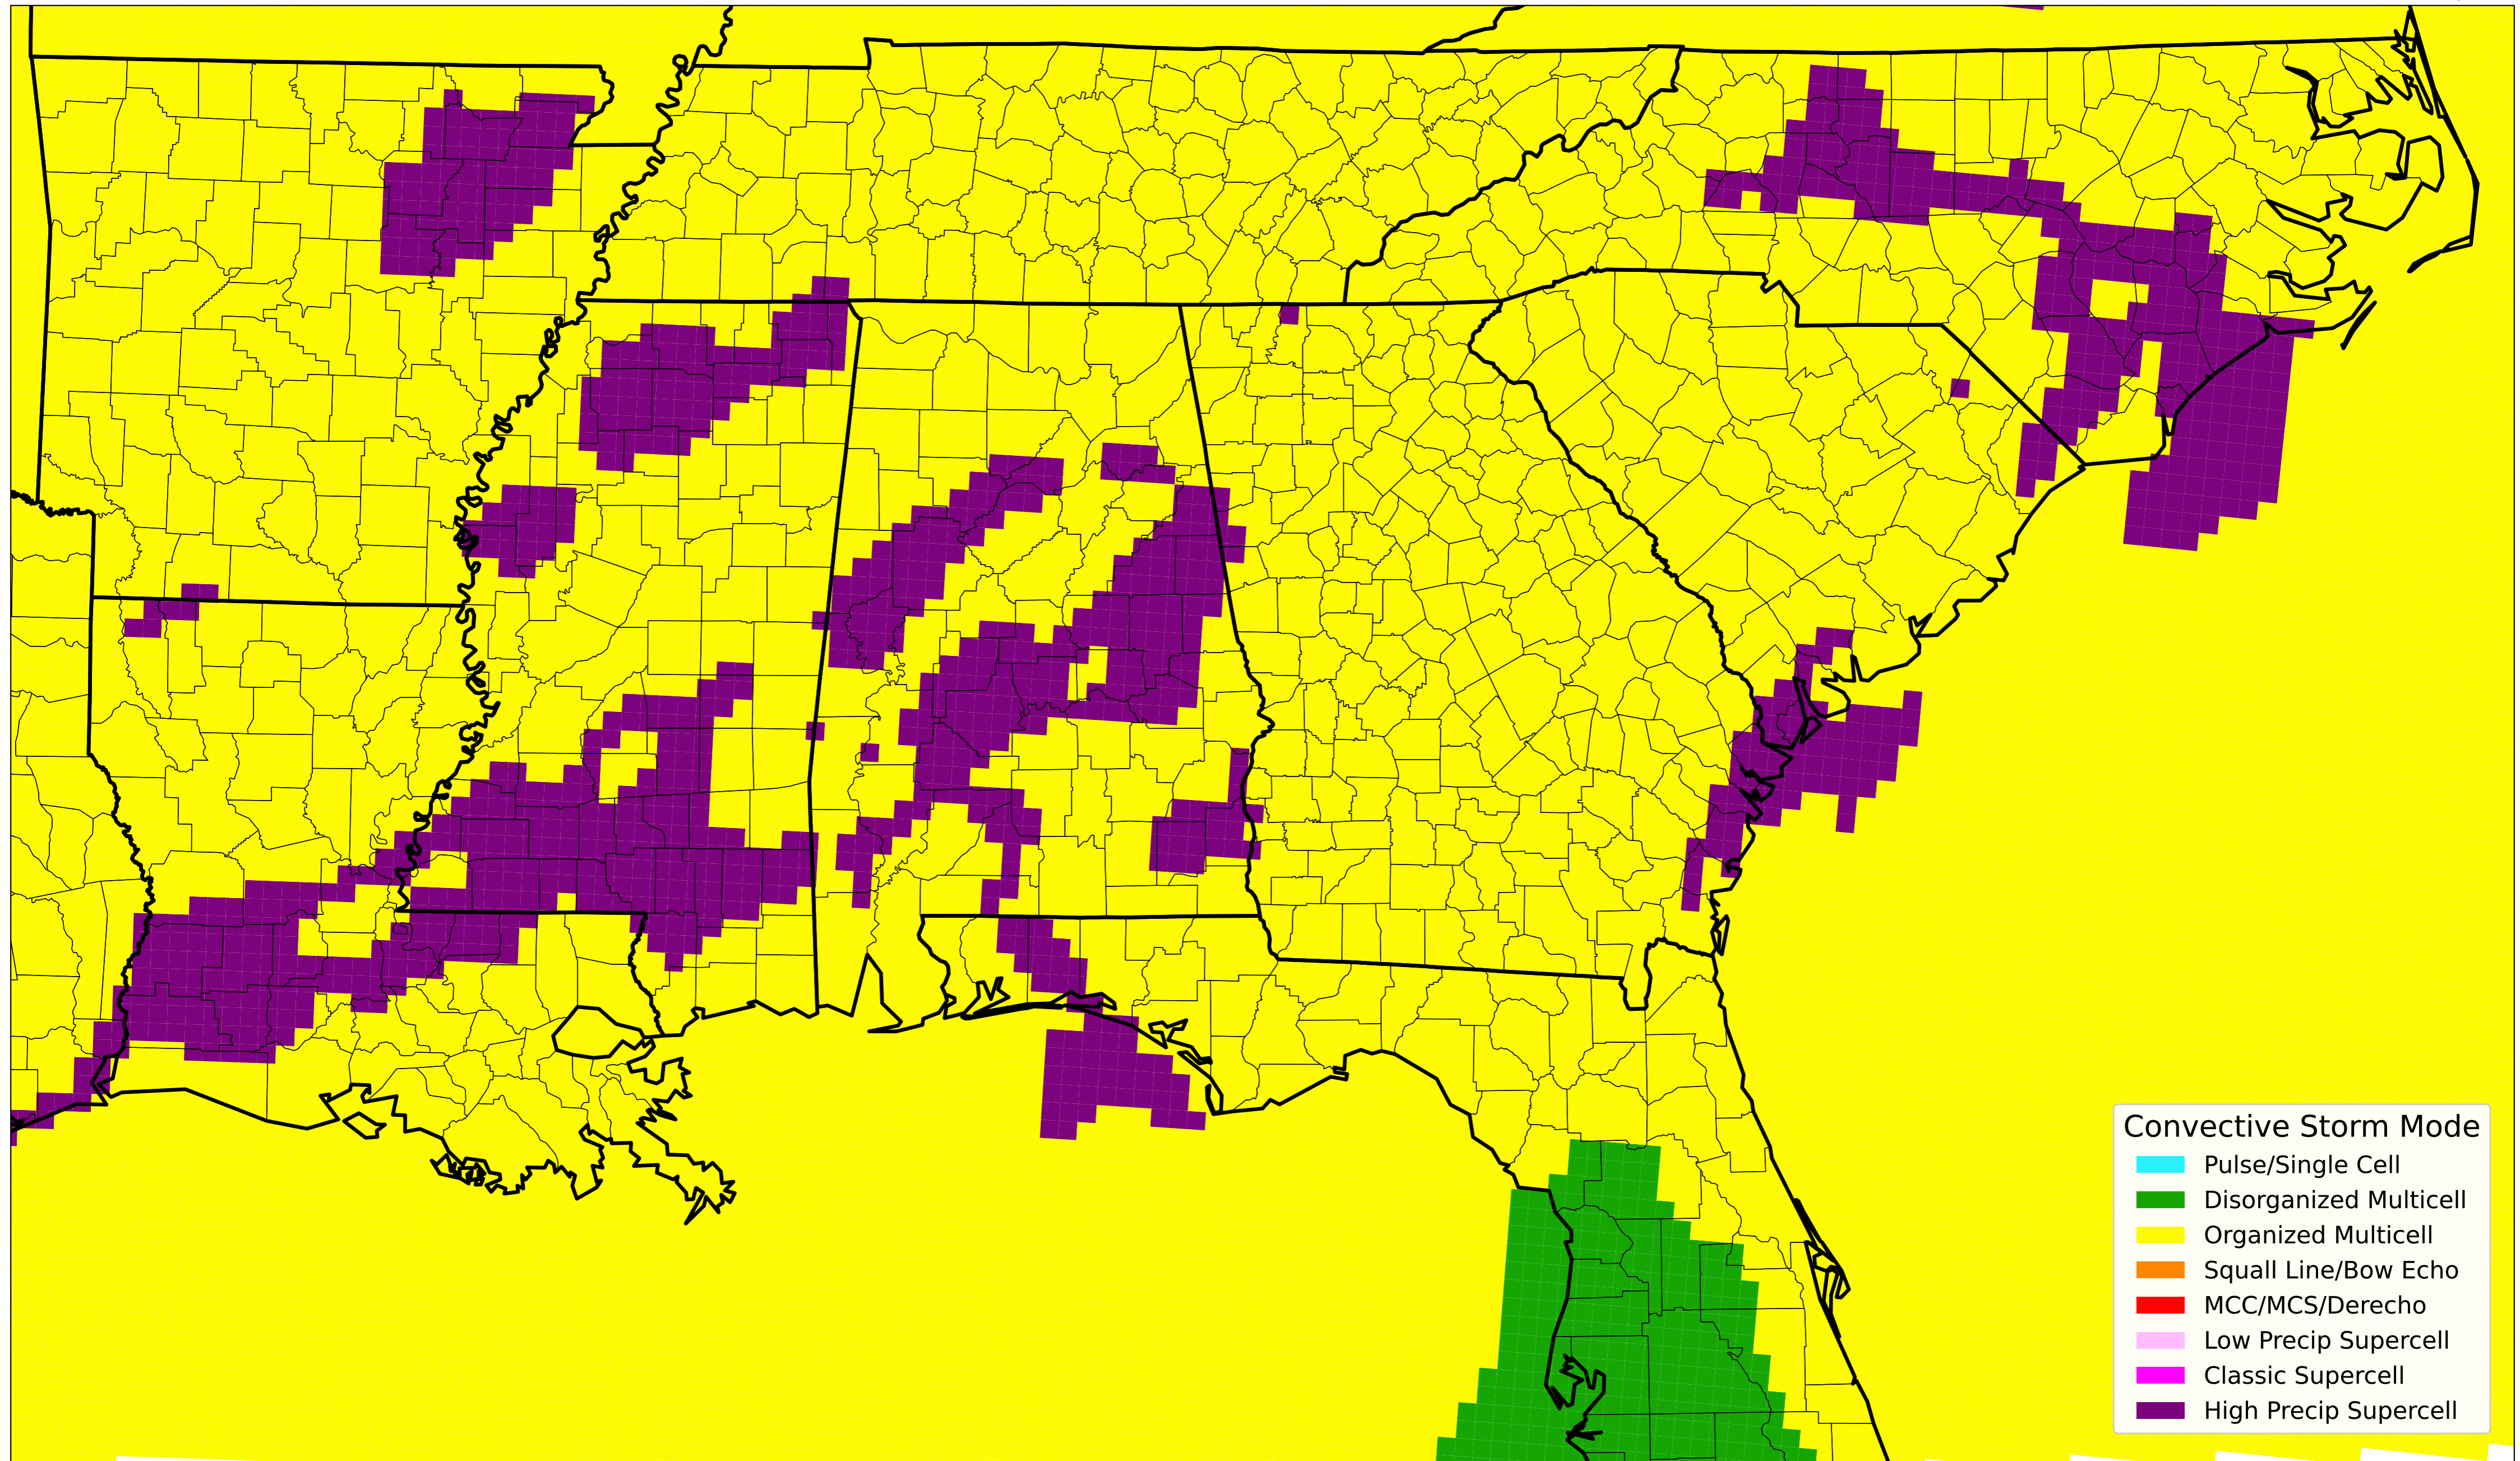 Convective Storm Mode
Pulse/Single Cell
Disorganized Multicell
Organized Multicell
Squall Line/Bow Echo
MCC/MCS/Derecho
Low Precip Supercell
Classic Supercell
High Precip Supercell